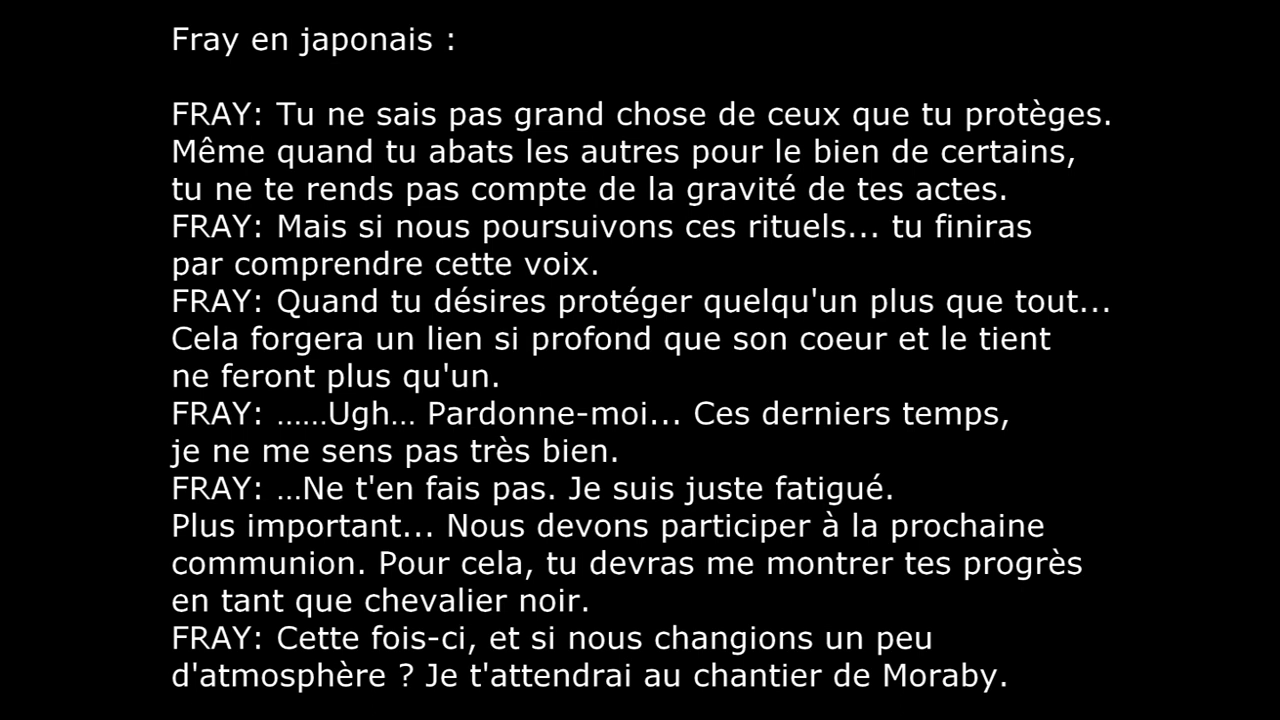 Fray en japonais :
FRAY: Tu ne sais pas grand chose de ceux que tu protèges.
Même quand tu abats les autres pour le bien de certains,
tu ne te rends pas compte de la gravité de tes actes.
FRAY: Mais si nous poursuivons ces rituels... tu finiras
par comprendre cette voix.
FRAY: Quand tu désires protéger quelqu'un plus que tout...
Cela forgera un lien si profond que son coeur et le tient
ne feront plus qu'un.
FRAY: ……Ugh… Pardonne-moi... Ces derniers temps,
je ne me sens pas très bien.
FRAY: …Ne t'en fais pas. Je suis juste fatigué.
Plus important... Nous devons participer à la prochaine
communion. Pour cela, tu devras me montrer tes progrès
en tant que chevalier noir.
FRAY: Cette fois-ci, et si nous changions un peu
d'atmosphère ? Je t'attendrai au chantier de Moraby.